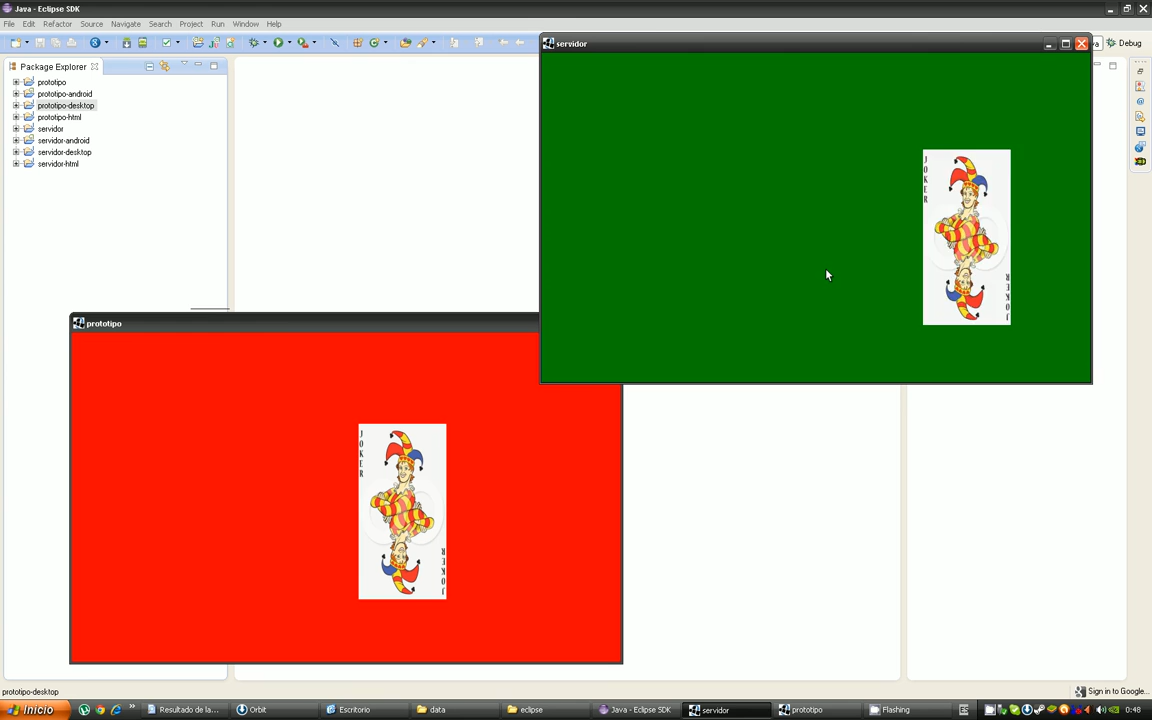 Java - Eclipse SDK
File Edit Refactor Source Navigate Search Project Run Window Help
Debug
Package Explorer
prototipo
prototipo-android
prototipo-desktop
prototipo-html
servidor
servidor-android
servidor-desktop
servidor-html
servidor
JOKER
JOKER
prototipo
JOKER
JOKER
prototipo-desktop
Sign in to Google...
Inicio
Resultado de la...
Orbit
Escritorio
data
eclipse
Java - Eclipse SDK
servidor
prototipo
Flashing
ES
0:48